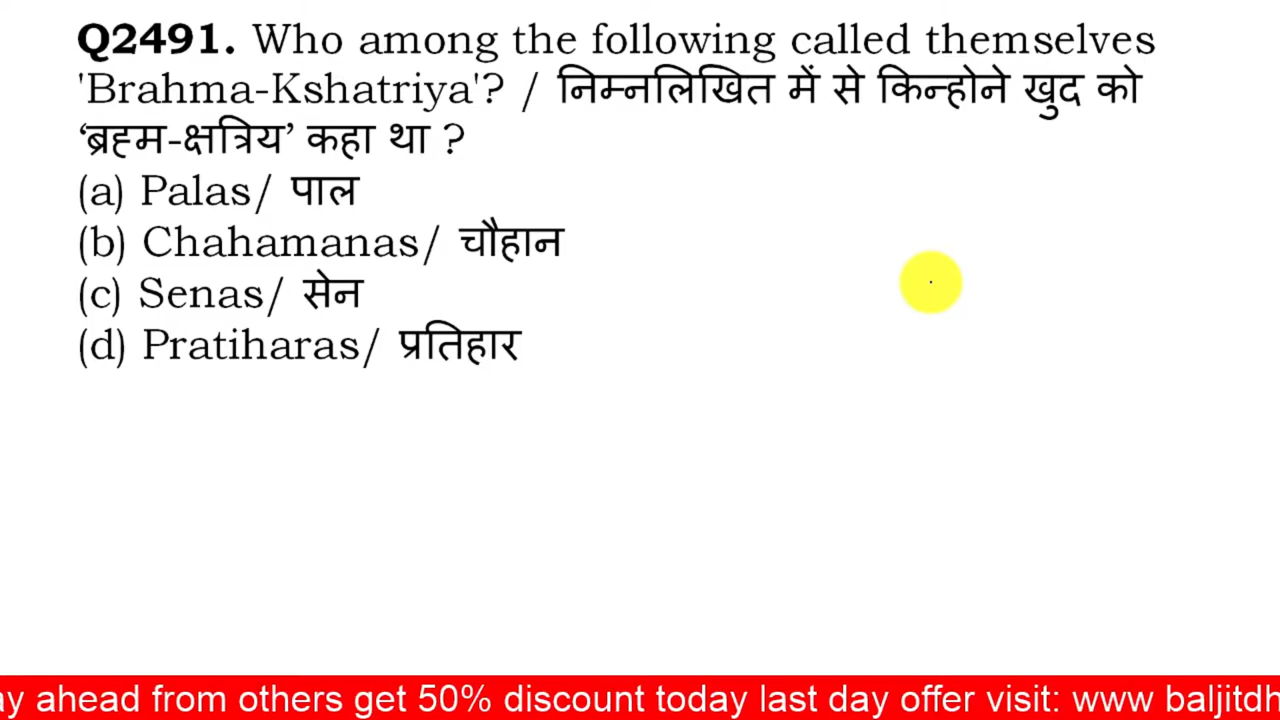 Q2491. Who among the following called themselves
'Brahma-Kshatriya'? / निम्नलिखित में से किन्होने खुद को
‘ब्रह्म-क्षत्रिय’ कहा था ?
(a) Palas/ पाल
(b) Chahamanas/ चौहान
(c) Senas/ सेन
(d) Pratiharas/ प्रतिहार
ay ahead from others get 50% discount today last day offer visit: www baljitdh